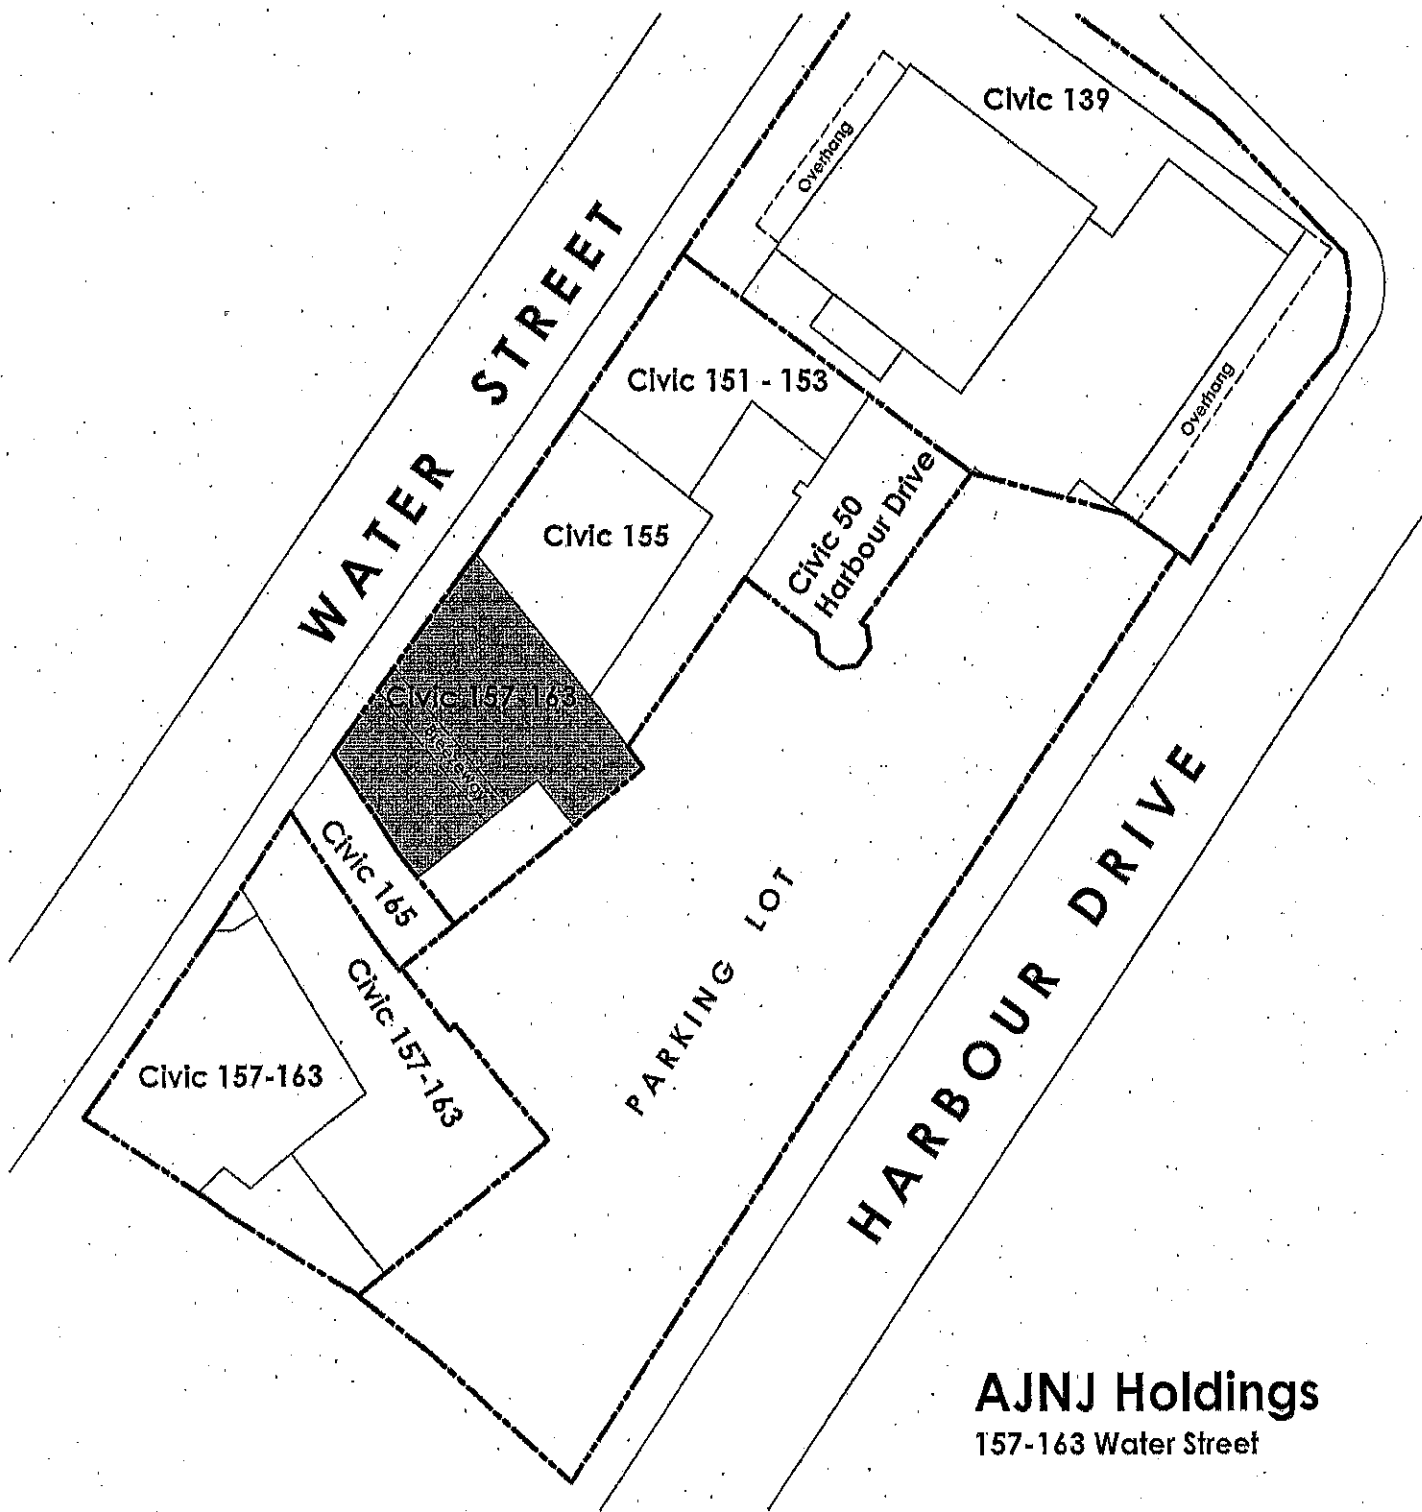 Civic 139
Overhang
WATER STREET
Civic 151 - 153
Overhang
Civic 50
Harbour Drive
Civic 155
Civic 157-163
Breezeway
Civic 165
Civic 157-163
Civic 157-163
PARKING LOT
HARBOUR DRIVE
AJNJ Holdings
157-163 Water Street